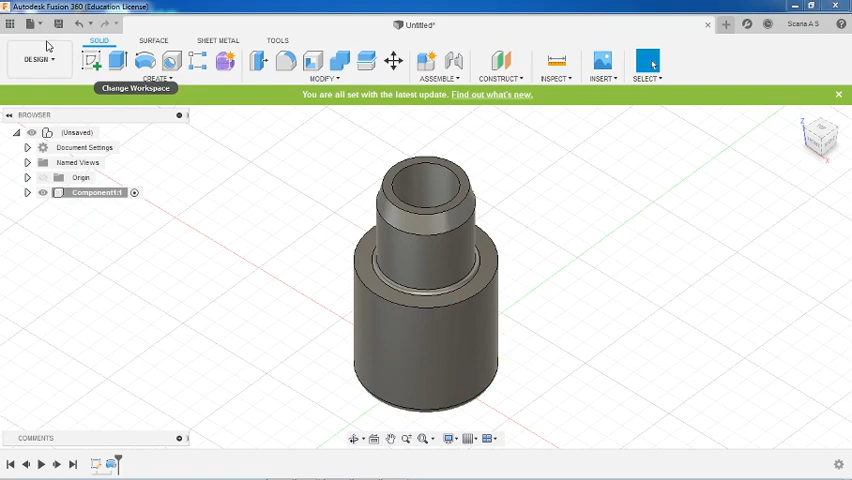 Autodesk Fusion 360 (Education License)
Untitled*
Scaria A S
SOLID SURFACE SHEET METAL TOOLS
DESIGN
CREATE MODIFY ASSEMBLE CONSTRUCT INSPECT INSERT SELECT
Change Workspace
You are all set with the latest update. Find out what's new.
BROWSER
(Unsaved)
Document Settings
Named Views
Origin
Component1:1
Z
X
COMMENTS